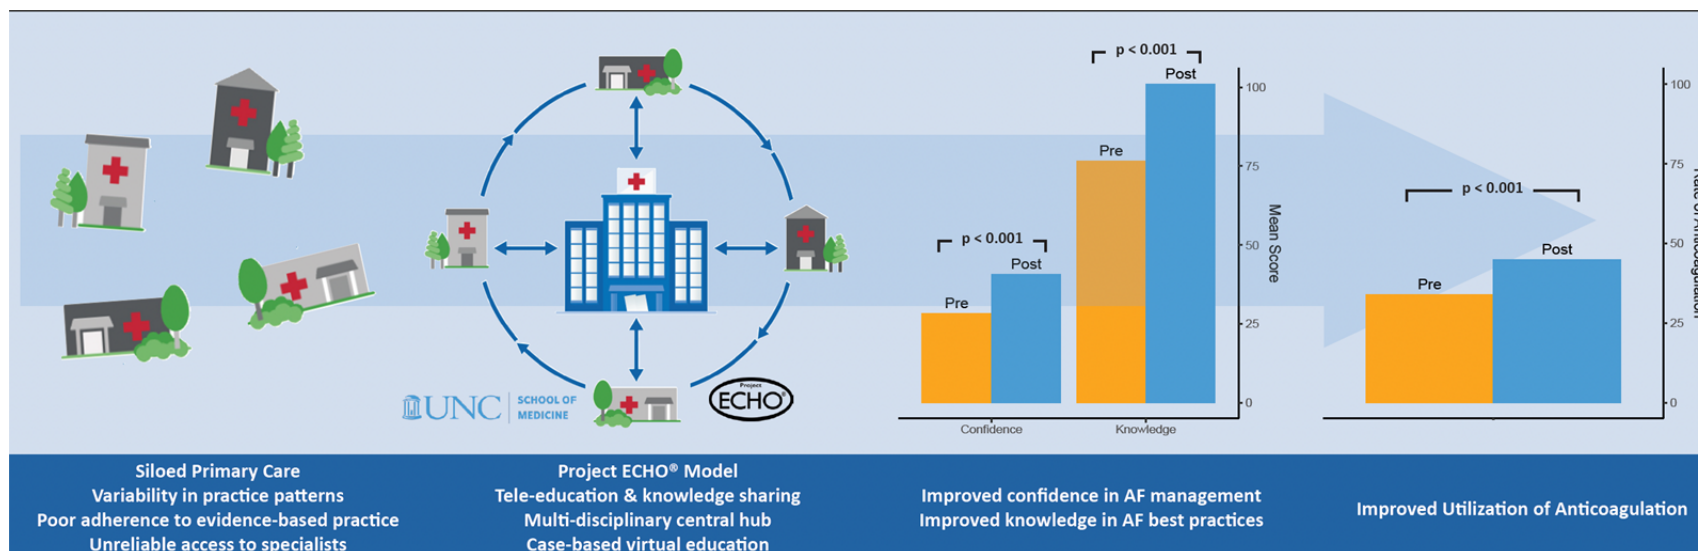 p < 0.001
Post
Pre
100
75
50
25
0
Mean Score
p < 0.001
Post
Pre
Confidence
Knowledge
p < 0.001
Post
Pre
100
75
50
25
0
UNC
SCHOOL OF
MEDICINE
Project
ECHO®
Siloed Primary Care
Variability in practice patterns
Poor adherence to evidence-based practice
Unreliable access to specialists
Project ECHO® Model
Tele-education & knowledge sharing
Multi-disciplinary central hub
Case-based virtual education
Improved confidence in AF management
Improved knowledge in AF best practices
Improved Utilization of Anticoagulation